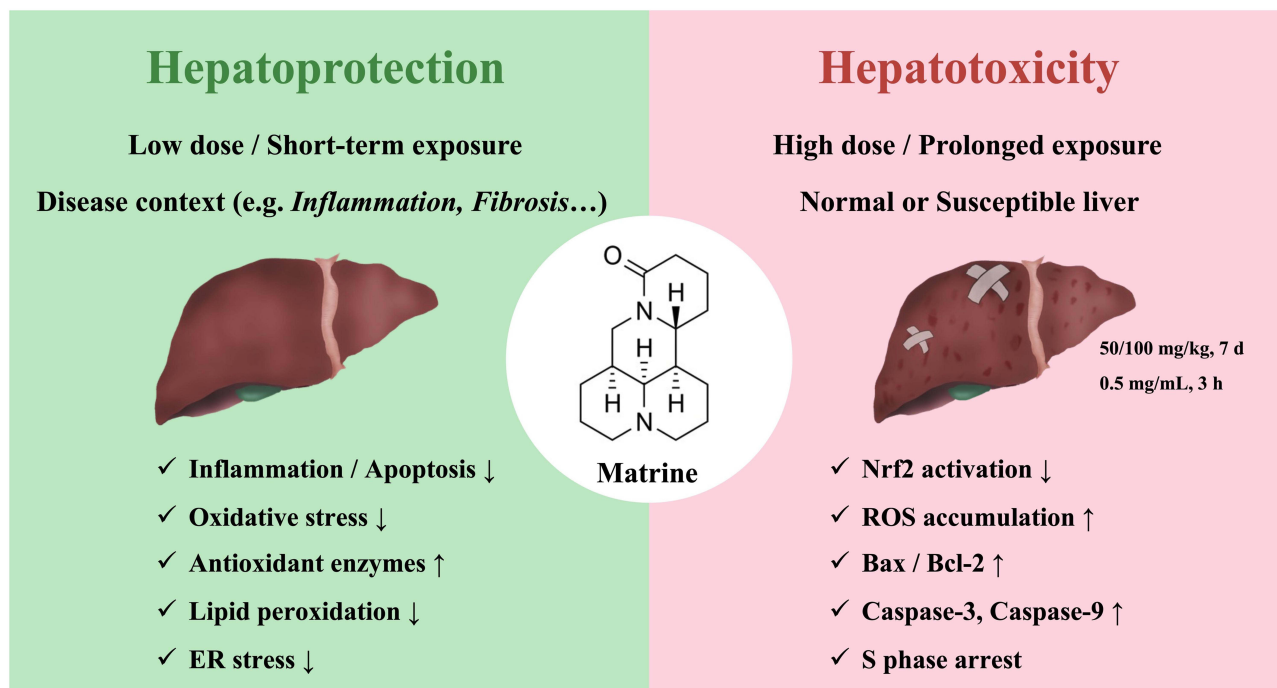 Hepatoprotection
Low dose / Short-term exposure
Disease context (e.g. Inflammation, Fibrosis…)
✓ Inflammation / Apoptosis ↓
✓ Oxidative stress ↓
✓ Antioxidant enzymes ↑
✓ Lipid peroxidation ↓
✓ ER stress ↓
O
H
N
H
H
H
N
Matrine
Hepatotoxicity
High dose / Prolonged exposure
Normal or Susceptible liver
50/100 mg/kg, 7 d
0.5 mg/mL, 3 h
✓ Nrf2 activation ↓
✓ ROS accumulation ↑
✓ Bax / Bcl-2 ↑
✓ Caspase-3, Caspase-9 ↑
✓ S phase arrest